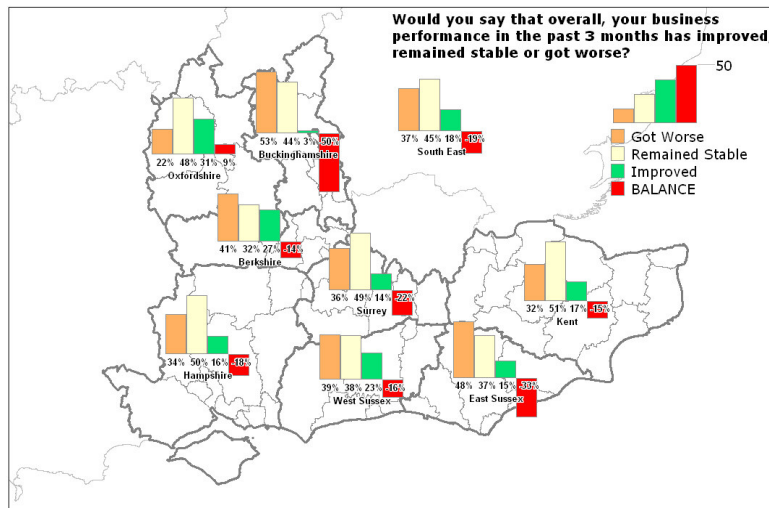 Would you say that overall, your business
performance in the past 3 months has improved,
remained stable or got worse?
50
Got Worse
Remained Stable
Improved
BALANCE
53% 44% 3% -50%
Buckinghamshire
37% 45% 18% -19%
South East
22% 48% 31% 9%
Oxfordshire
41% 32% 27% -14%
Berkshire
36% 49% 14% -22%
Surrey
32% 51% 17% -15%
Kent
34% 50% 16% -18%
Hampshire
39% 38% 23% -16%
West Sussex
48% 37% 15% -33%
East Sussex